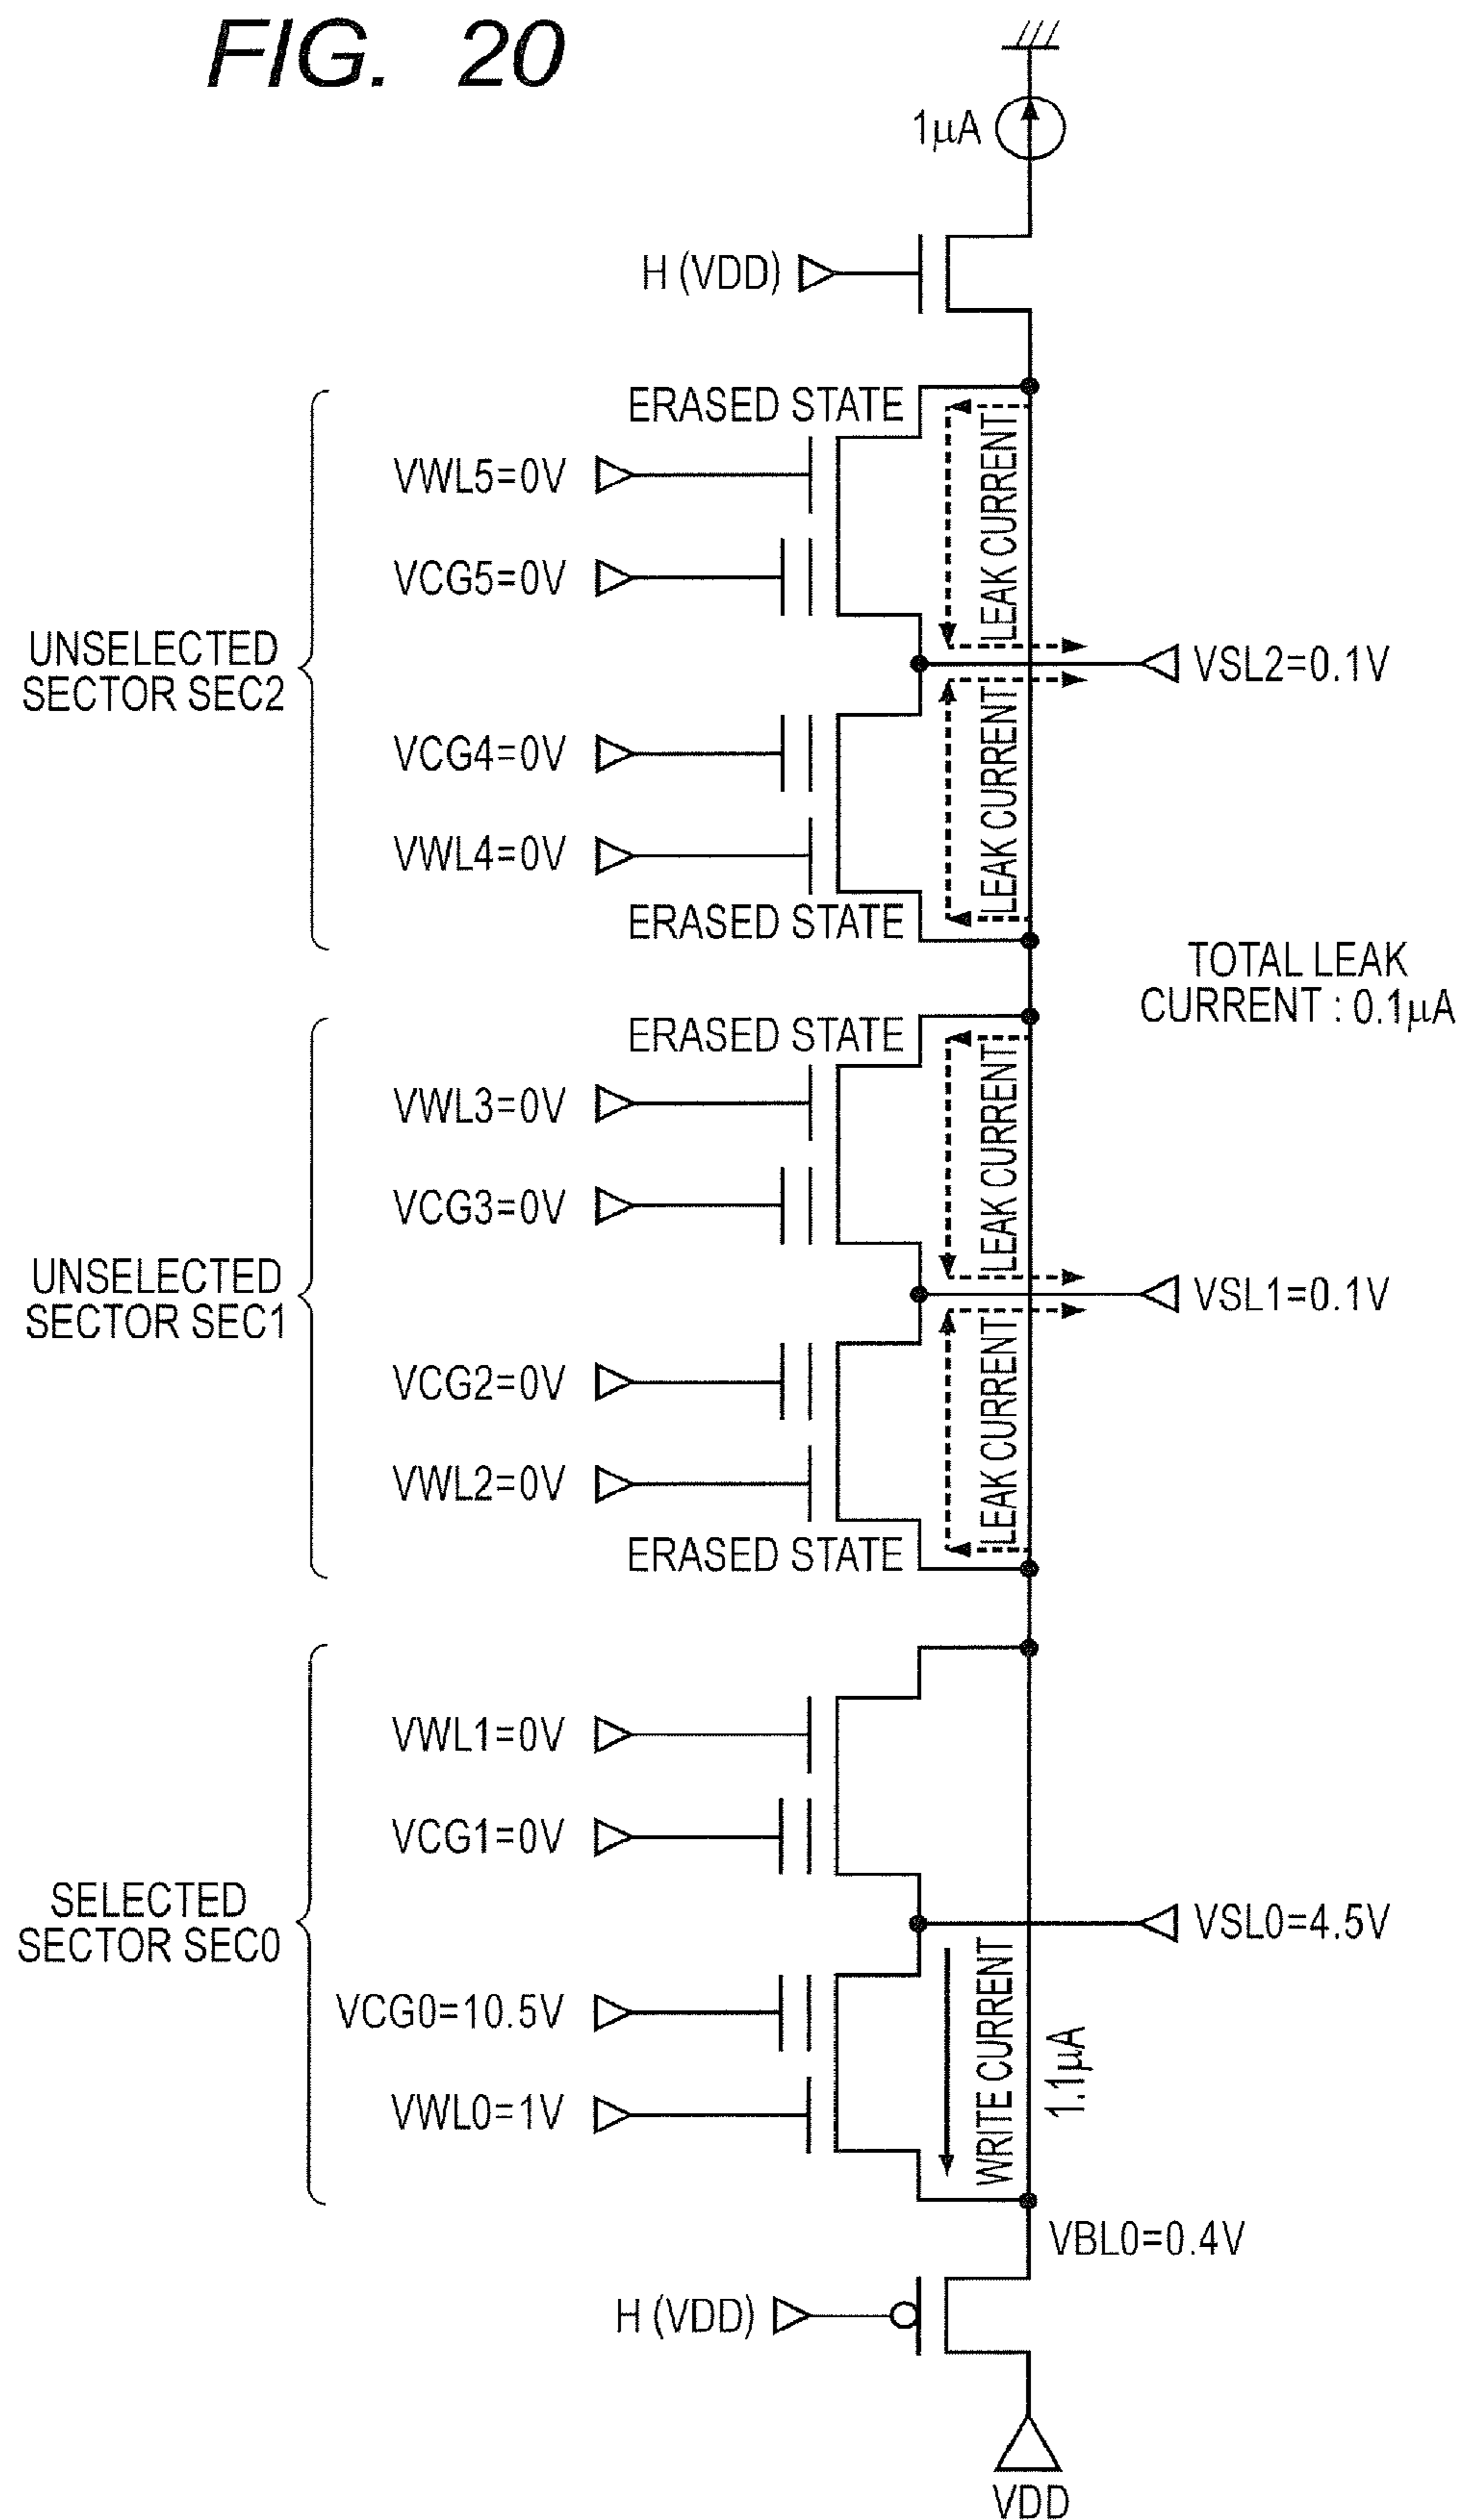 FIG. 20
1μA
H (VDD)
ERASED STATE
VWL5=0V
LEAK CURRENT
VCG5=0V
UNSELECTED
SECTOR SEC2
VSL2=0.1V
VCG4=0V
LEAK CURRENT
VWL4=0V
ERASED STATE
TOTAL LEAK
CURRENT : 0.1μA
ERASED STATE
VWL3=0V
LEAK CURRENT
VCG3=0V
UNSELECTED
SECTOR SEC1
VSL1=0.1V
VCG2=0V
LEAK CURRENT
VWL2=0V
ERASED STATE
VWL1=0V
VCG1=0V
SELECTED
SECTOR SEC0
VSL0=4.5V
VCG0=10.5V
WRITE CURRENT
1.1μA
VWL0=1V
VBL0=0.4V
H (VDD)
VDD